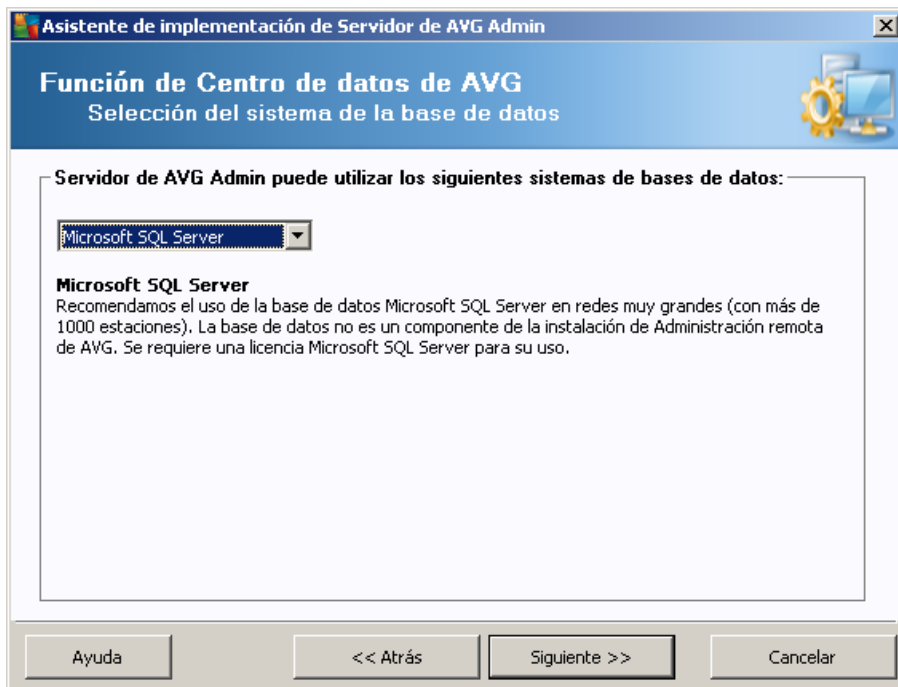 Asistente de implementación de Servidor de AVG Admin
Función de Centro de datos de AVG
Selección del sistema de la base de datos
Servidor de AVG Admin puede utilizar los siguientes sistemas de bases de datos:
Microsoft SQL Server
Microsoft SQL Server
Recomendamos el uso de la base de datos Microsoft SQL Server en redes muy grandes (con más de
1000 estaciones). La base de datos no es un componente de la instalación de Administración remota
de AVG. Se requiere una licencia Microsoft SQL Server para su uso.
Ayuda
<< Atrás
Siguiente >>
Cancelar